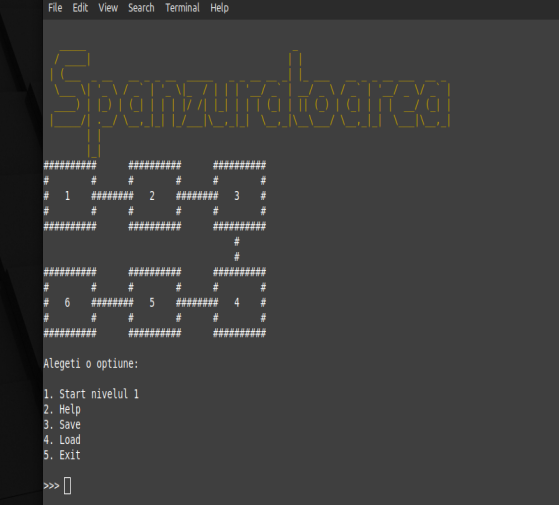 File Edit View Search Terminal Help
Spanzuratoarea
1 2 3
6 5 4
Alegeti o optiune:
1. Start nivelul 1
2. Help
3. Save
4. Load
5. Exit
>>>